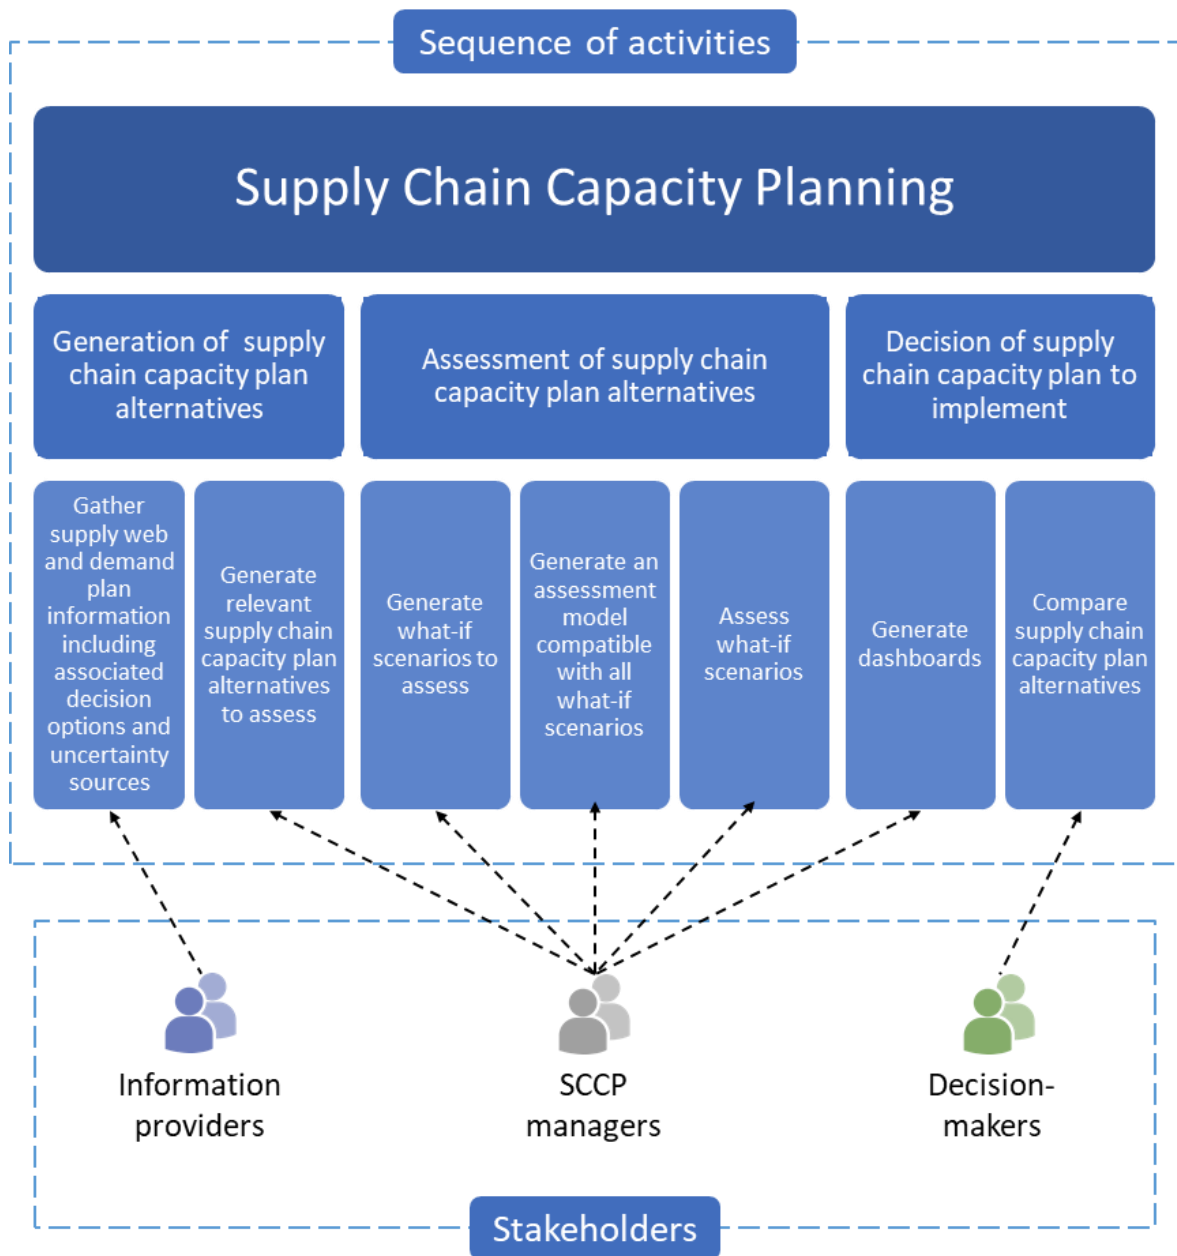 Sequence of activities
Supply Chain Capacity Planning
Generation of supply
chain capacity plan
alternatives
Assessment of supply chain
capacity plan alternatives
Decision of supply
chain capacity plan to
implement
Gather
supply web
and demand
plan
information
including
associated
decision
options and
uncertainty
sources
Generate
relevant
supply chain
capacity plan
alternatives
to assess
Generate
what-if
scenarios to
assess
Generate an
assessment
model
compatible
with all
what-if
scenarios
Assess
what-if
scenarios
Generate
dashboards
Compare
supply chain
capacity plan
alternatives
Information
providers
SCCP
managers
Decision-
makers
Stakeholders